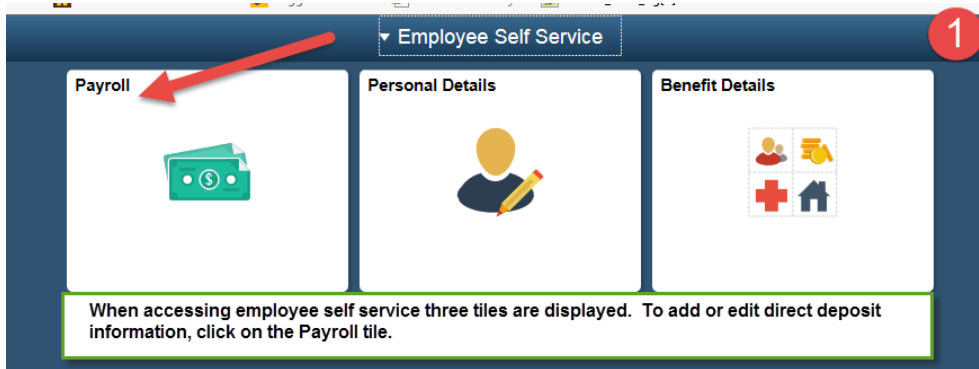 Employee Self Service
1
Payroll
Personal Details
Benefit Details
When accessing employee self service three tiles are displayed. To add or edit direct deposit
information, click on the Payroll tile.